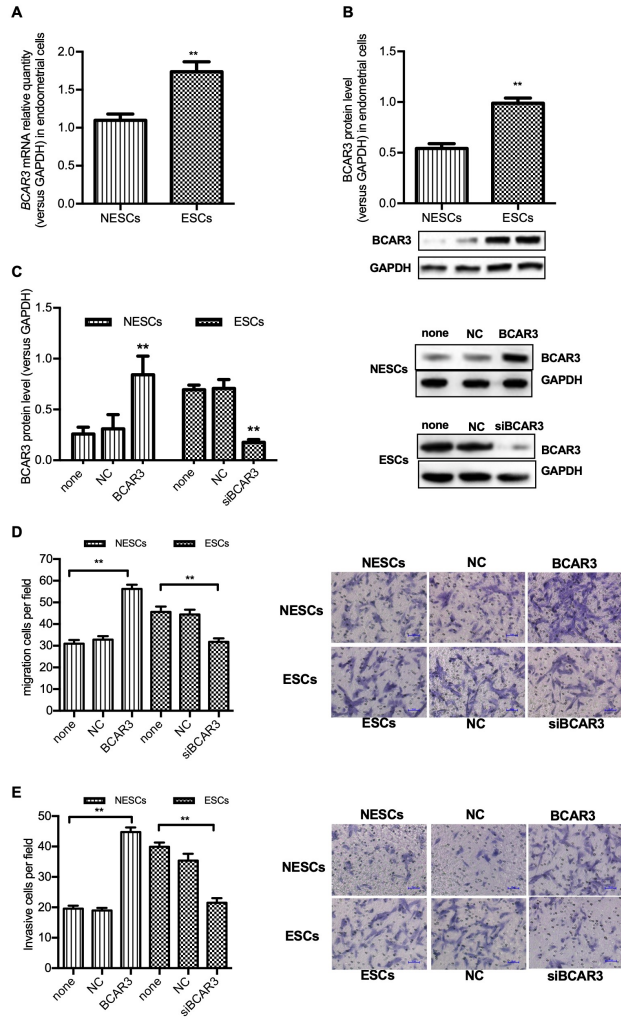 A
BCAR3 mRNA relative quantity
(versus GAPDH) in endoometrial cells
2.0
1.5
1.0
0.5
0.0
**
NESCs
ESCs
B
BCAR3 protein level
(versus GAPDH) in endometrial cells
1.5
1.0
0.5
0.0
**
NESCs
ESCs
BCAR3
GAPDH
C
BCAR3 protein level (versus GAPDH)
1.5
1.0
0.5
0.0
NESCs
ESCs
**
**
none
NC
BCAR3
none
NC
siBCAR3
none
NC
BCAR3
NESCs
BCAR3
GAPDH
none
NC
siBCAR3
ESCs
BCAR3
GAPDH
D
migration cells per field
70
60
50
40
30
20
10
0
NESCs
ESCs
**
**
none
NC
BCAR3
none
NC
siBCAR3
NESCs
NC
BCAR3
NESCs
ESCs
ESCs
NC
siBCAR3
E
Invasive cells per field
50
40
30
20
10
0
NESCs
ESCs
**
**
none
NC
BCAR3
none
NC
siBCAR3
NESCs
NC
BCAR3
NESCs
ESCs
ESCs
NC
siBCAR3